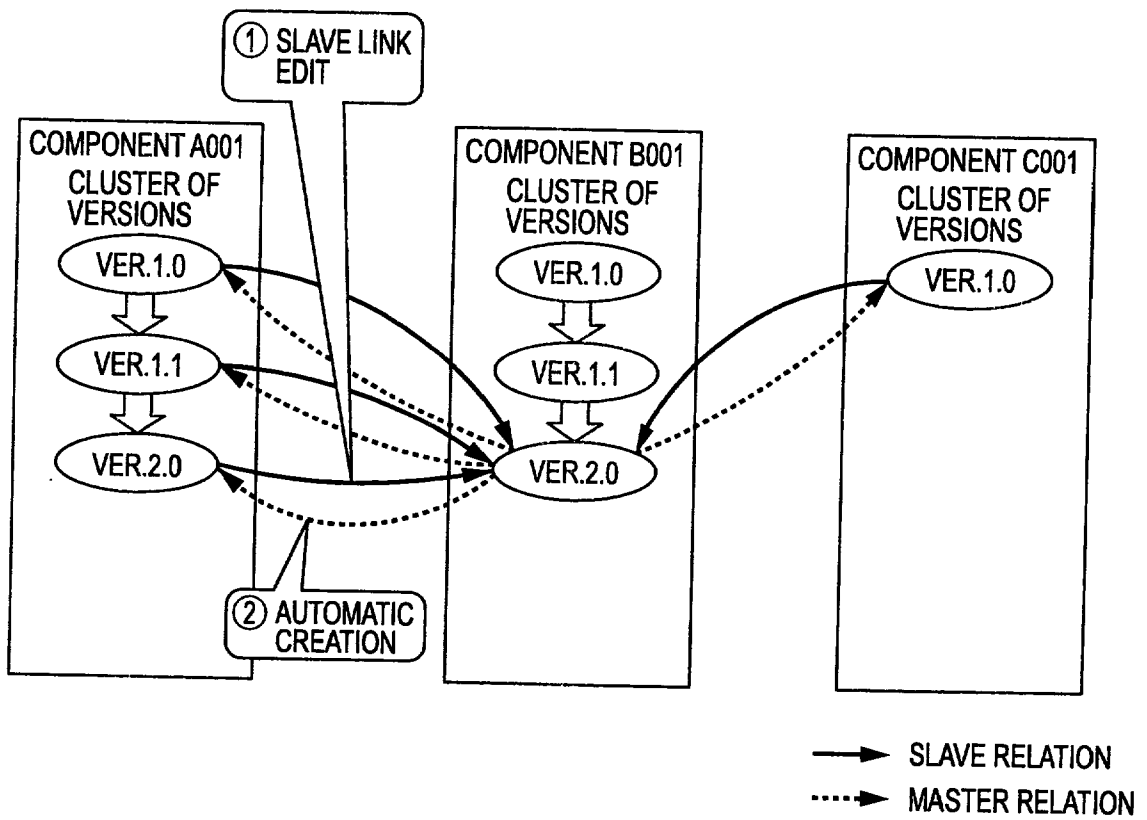 ① SLAVE LINK
EDIT
COMPONENT A001
CLUSTER OF
VERSIONS
VER.1.0
VER.1.1
VER.2.0
COMPONENT B001
CLUSTER OF
VERSIONS
VER.1.0
VER.1.1
VER.2.0
COMPONENT C001
CLUSTER OF
VERSIONS
VER.1.0
② AUTOMATIC
CREATION
SLAVE RELATION
MASTER RELATION